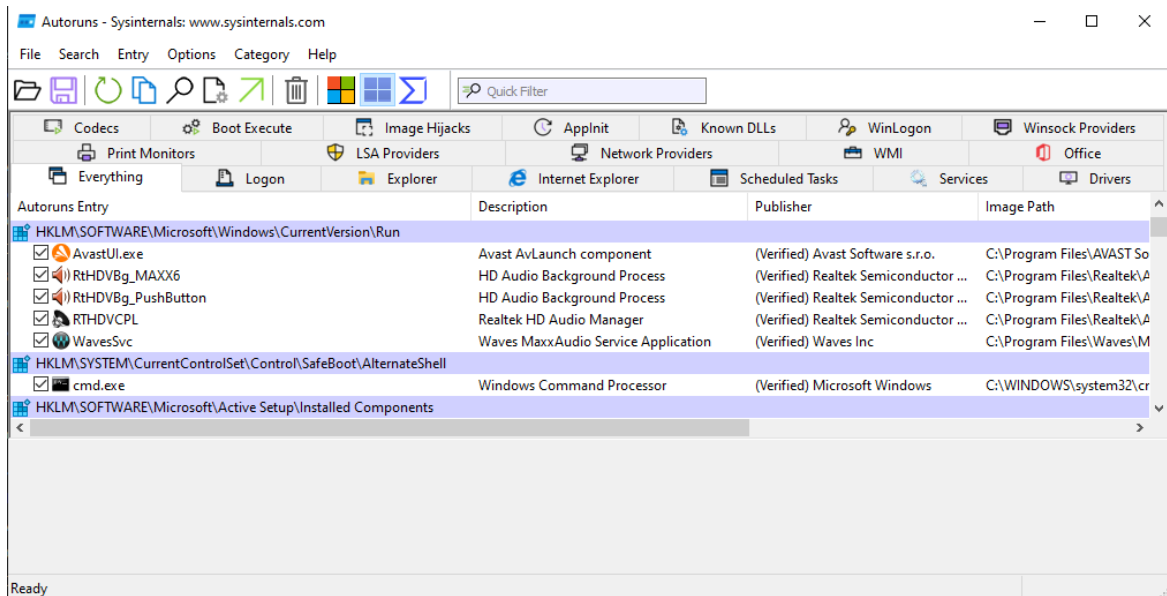 Autoruns - Sysinternals: www.sysinternals.com
File Search Entry Options Category Help
Quick Filter
Codecs Boot Execute Image Hijacks AppInit Known DLLs WinLogon Winsock Providers
Print Monitors LSA Providers Network Providers WMI Office
Everything Logon Explorer Internet Explorer Scheduled Tasks Services Drivers
Autoruns Entry Description Publisher Image Path
HKLM\SOFTWARE\Microsoft\Windows\CurrentVersion\Run
AvastUI.exe Avast AvLaunch component (Verified) Avast Software s.r.o. C:\Program Files\AVAST So
RtHDVBg_MAXX6 HD Audio Background Process (Verified) Realtek Semiconductor ... C:\Program Files\Realtek\A
RtHDVBg_PushButton HD Audio Background Process (Verified) Realtek Semiconductor ... C:\Program Files\Realtek\A
RTHDVCPL Realtek HD Audio Manager (Verified) Realtek Semiconductor ... C:\Program Files\Realtek\A
WavesSvc Waves MaxxAudio Service Application (Verified) Waves Inc C:\Program Files\Waves\M
HKLM\SYSTEM\CurrentControlSet\Control\SafeBoot\AlternateShell
cmd.exe Windows Command Processor (Verified) Microsoft Windows C:\WINDOWS\system32\cr
HKLM\SOFTWARE\Microsoft\Active Setup\Installed Components
Ready